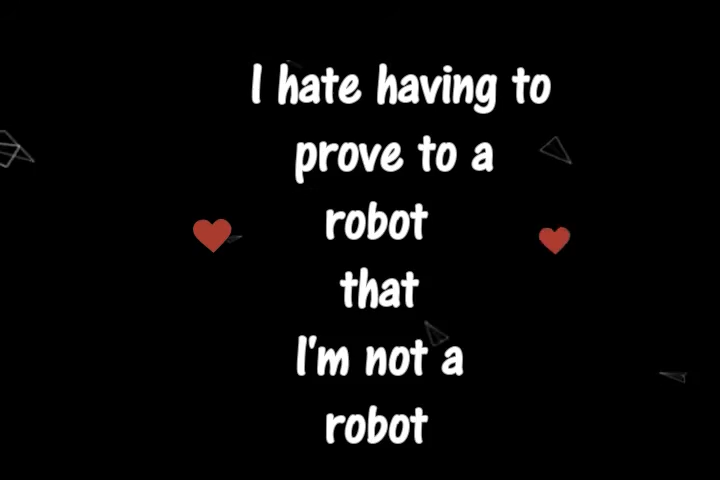 I hate having to
prove to a
robot
that
I'm not a
robot